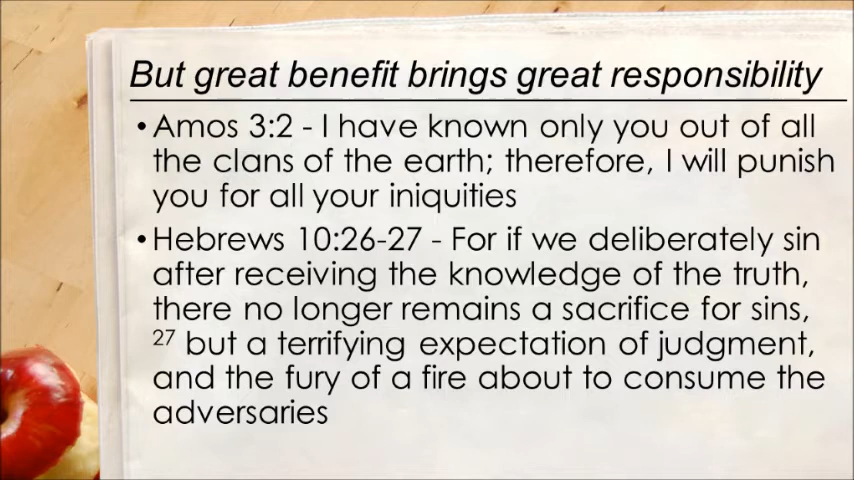 But great benefit brings great responsibility
• Amos 3:2 - I have known only you out of all
the clans of the earth; therefore, I will punish
you for all your iniquities
• Hebrews 10:26-27 - For if we deliberately sin
after receiving the knowledge of the truth,
there no longer remains a sacrifice for sins,
27 but a terrifying expectation of judgment,
and the fury of a fire about to consume the
adversaries